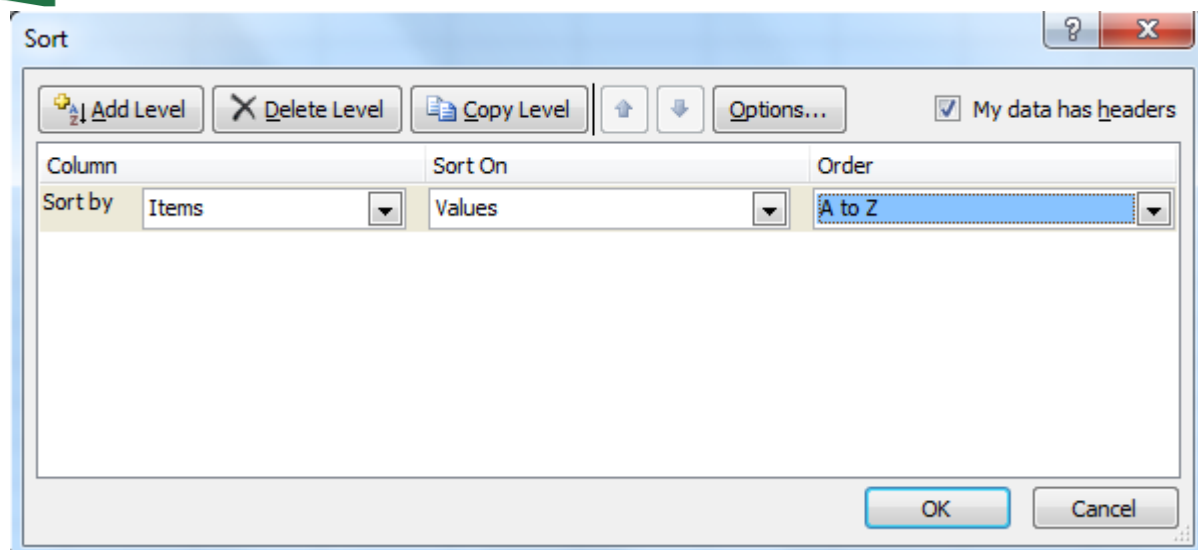 Sort
Add Level Delete Level Copy Level Options... My data has headers
Column Sort On Order
Sort by Items Values A to Z
OK Cancel